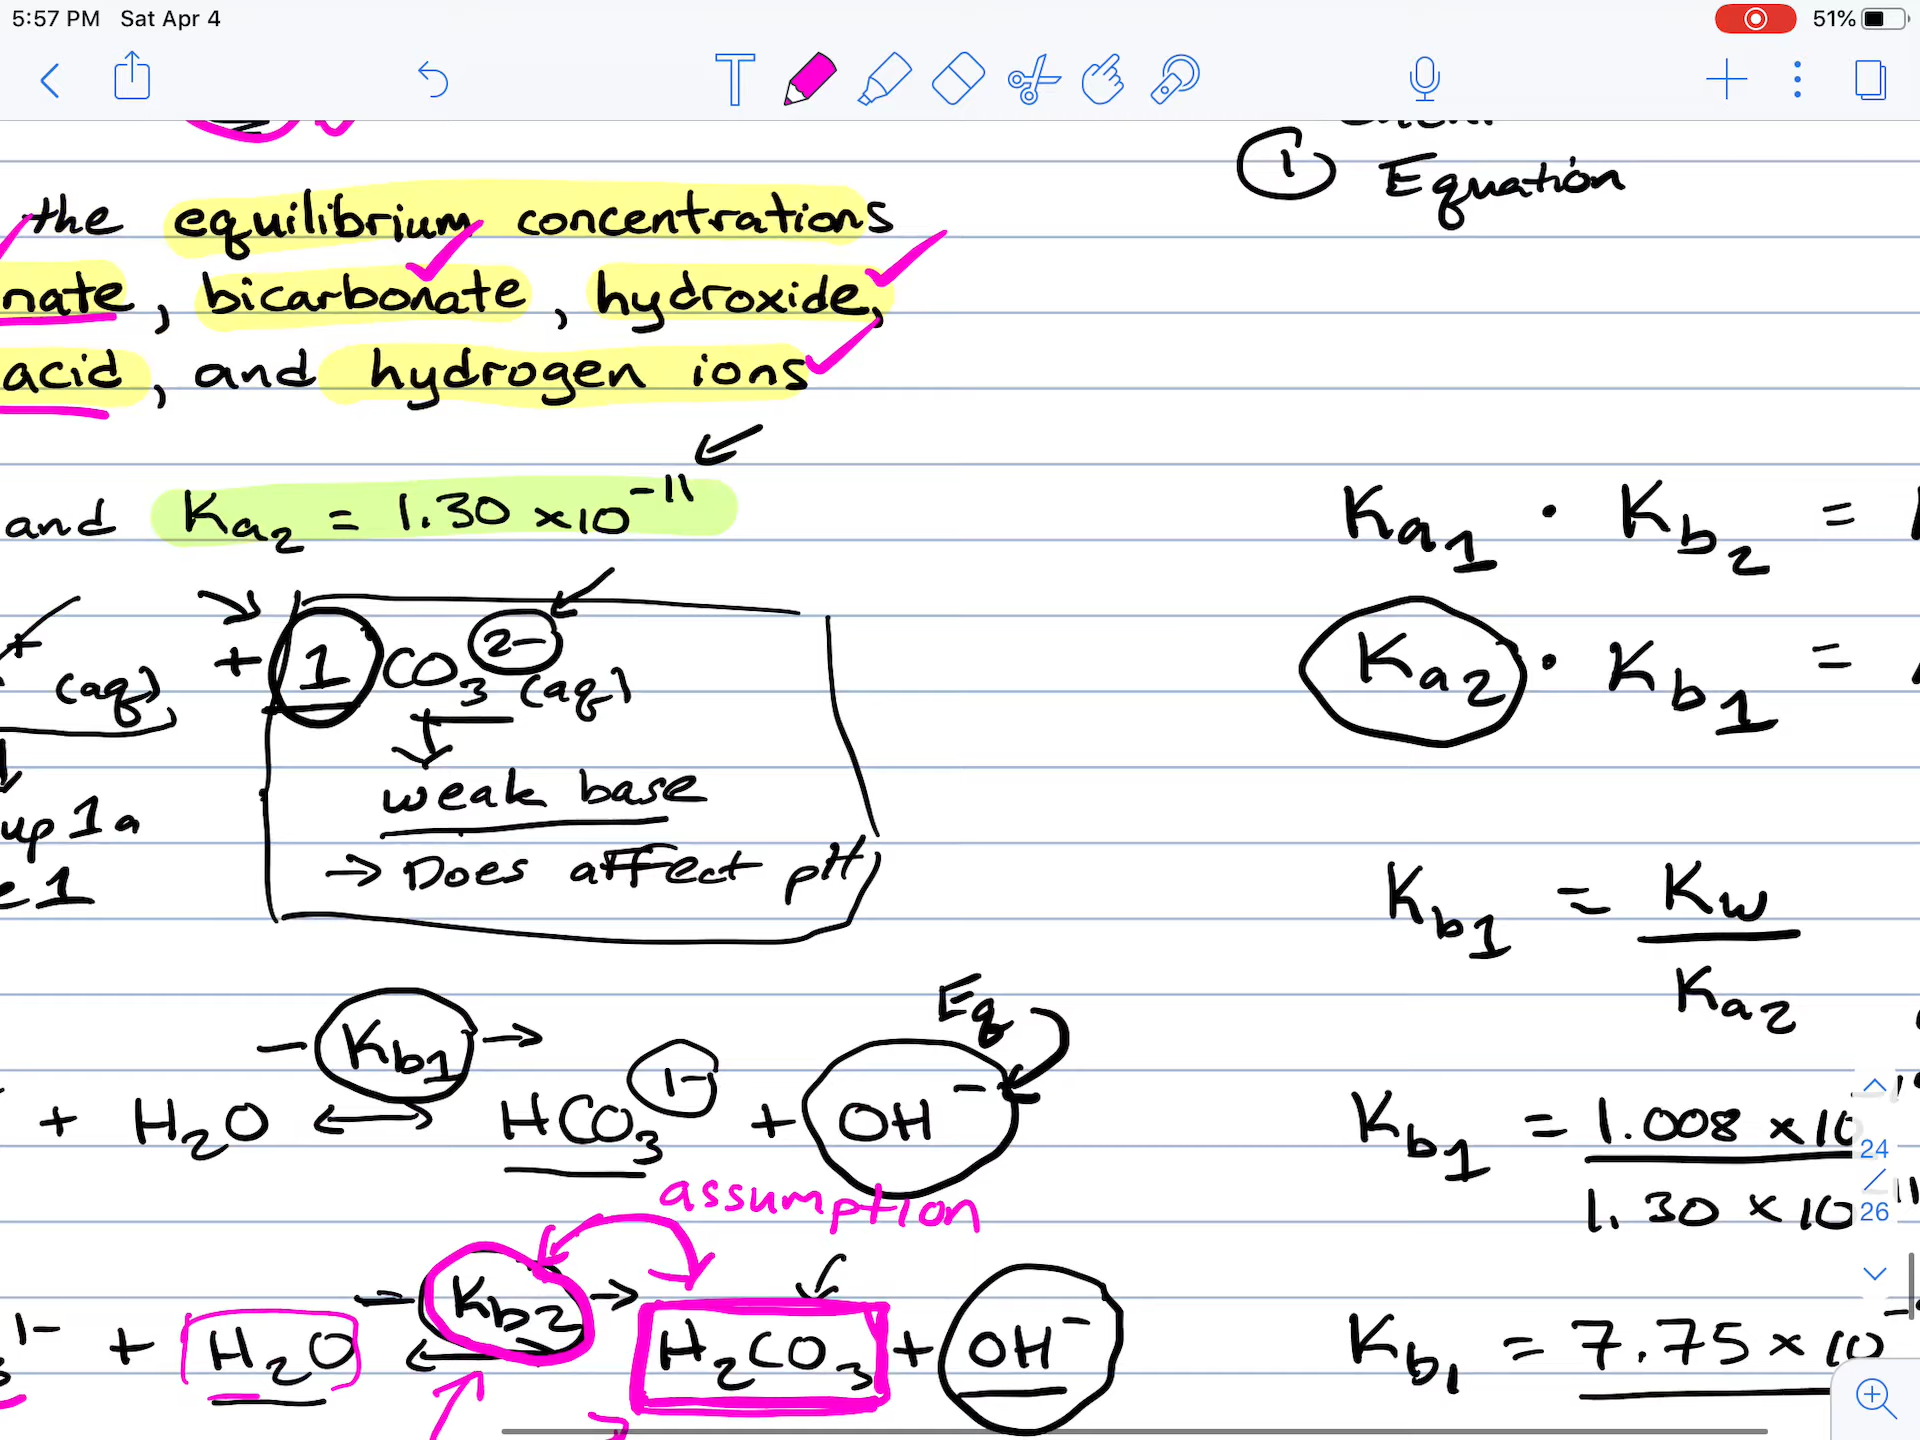 5:57 PM Sat Apr 4 51%
① Equation
the equilibrium concentrations
nate, bicarbonate, hydroxide,
acid, and hydrogen ions
and Ka2 = 1.30 x10^-11
Ka1 · Kb2 =
Ka2 · Kb1 =
+ 1 CO3^2- (aq)
(aq)
weak base
up 1a
→ Does affect pH
e 1
Kb1 = Kw
Ka2
Eq
Kb1 →
+ H2O ⟷ HCO3^1- + OH^-
Kb1 = 1.008 x10
1.30 x10
24 / 26
assumption
Kb2 →
3^1- + H2O ← H2CO3 + OH^-
Kb1 = 7.75 x10^-